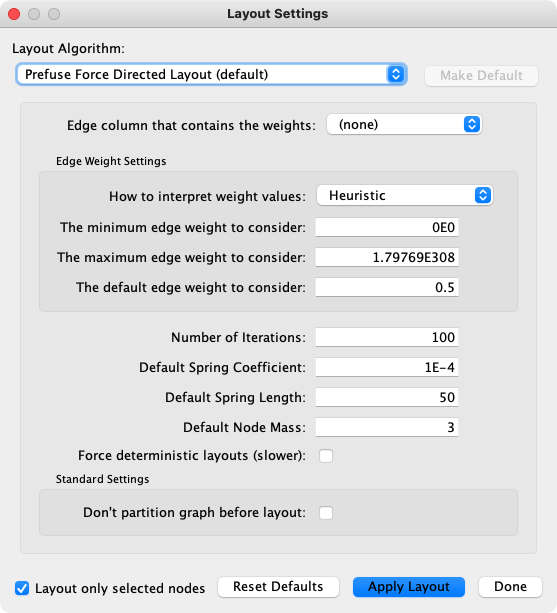 Layout Settings
Layout Algorithm:
Prefuse Force Directed Layout (default)
Make Default
Edge column that contains the weights: (none)
Edge Weight Settings
How to interpret weight values: Heuristic
The minimum edge weight to consider: 0E0
The maximum edge weight to consider: 1.79769E308
The default edge weight to consider: 0.5
Number of Iterations: 100
Default Spring Coefficient: 1E-4
Default Spring Length: 50
Default Node Mass: 3
Force deterministic layouts (slower):
Standard Settings
Don't partition graph before layout:
Layout only selected nodes Reset Defaults Apply Layout Done